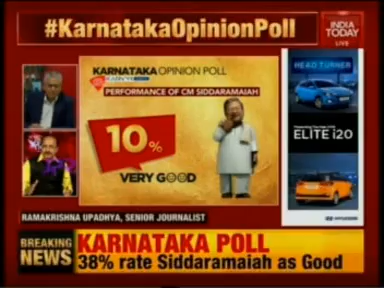 #KarnatakaOpinionPoll
INDIA
TODAY
LIVE
KARNATAKA OPINION POLL
PERFORMANCE OF CM SIDDARAMAIAH
10%
VERY GOOD
HEAD TURNER
ELITE i20
HYUNDAI
RAMAKRISHNA UPADHYA, SENIOR JOURNALIST
BREAKING
NEWS
KARNATAKA POLL
38% rate Siddaramaiah as Good